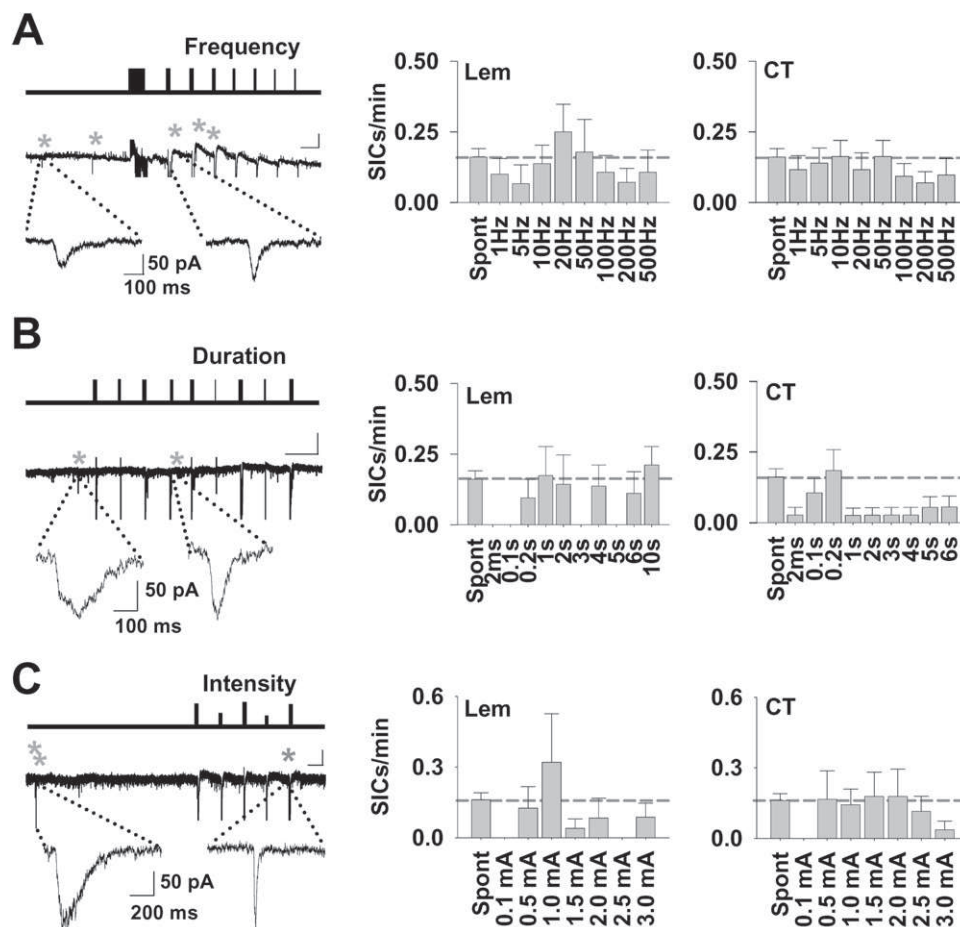 A
Frequency
50 pA
100 ms
Lem
SICs/min
0.50
0.25
0.00
Spont
1Hz
5Hz
10Hz
20Hz
50Hz
100Hz
200Hz
500Hz
CT
0.50
0.25
0.00
Spont
1Hz
5Hz
10Hz
20Hz
50Hz
100Hz
200Hz
500Hz
B
Duration
50 pA
100 ms
Lem
SICs/min
0.50
0.25
0.00
Spont
2ms
0.1s
0.2s
1s
2s
3s
4s
5s
6s
10s
CT
0.50
0.25
0.00
Spont
2ms
0.1s
0.2s
1s
2s
3s
4s
5s
6s
C
Intensity
50 pA
200 ms
Lem
SICs/min
0.6
0.3
0.0
Spont
0.1 mA
0.5 mA
1.0 mA
1.5 mA
2.0 mA
2.5 mA
3.0 mA
CT
0.6
0.3
0.0
Spont
0.1 mA
0.5 mA
1.0 mA
1.5 mA
2.0 mA
2.5 mA
3.0 mA